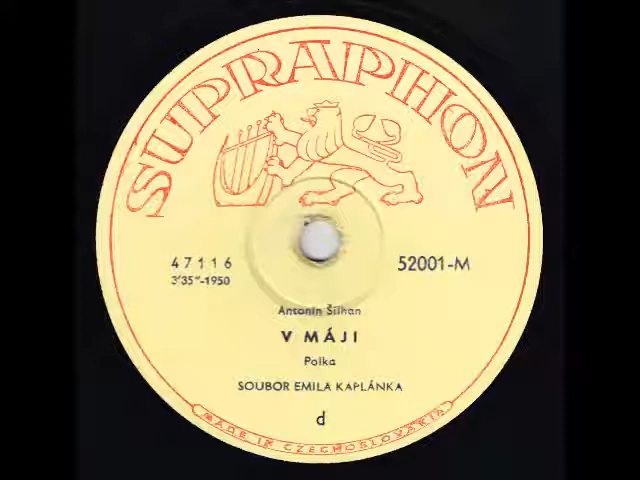 SUPRAPHON
47116
3'35"-1950
52001-M
Antonín Šilhan
V MÁJI
Polka
SOUBOR EMILA KAPLÁNKA
d
MADE IN CZECHOSLOVAKIA